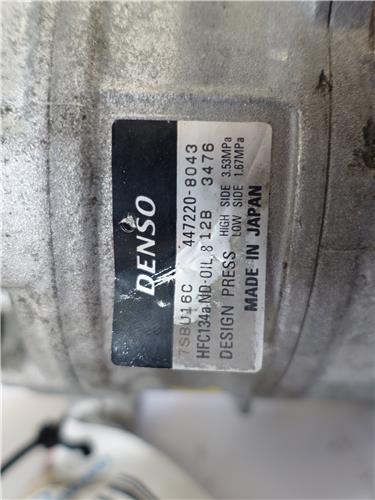 DENSO
7SBU16C 447220-8043
HFC134a ND-OIL 8 12B 3476
DESIGN PRESS HIGH SIDE 3.53MPa
LOW SIDE 1.67MPa
MADE IN JAPAN